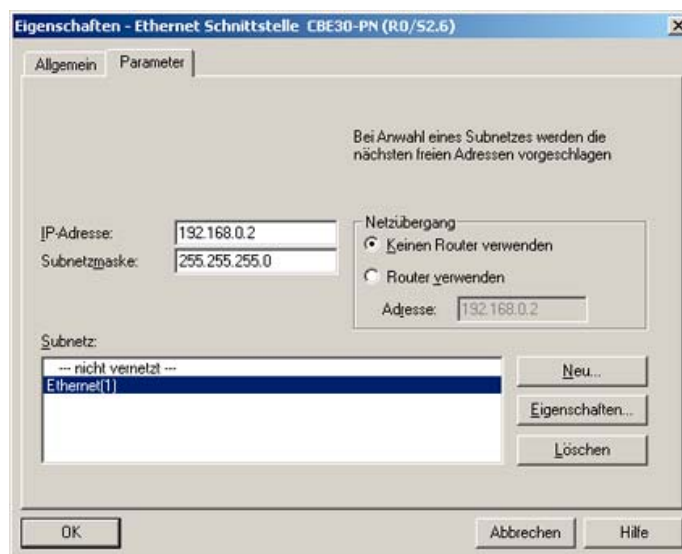 Eigenschaften - Ethernet Schnittstelle CBE30-PN (R0/S2.6)
Allgemein
Parameter
Bei Anwahl eines Subnetzes werden die
nächsten freien Adressen vorgeschlagen
IP-Adresse:
192.168.0.2
Subnetzmaske:
255.255.255.0
Netzübergang
Keinen Router verwenden
Router verwenden
Adresse:
192.168.0.2
Subnetz:
--- nicht vernetzt ---
Ethernet(1)
Neu...
Eigenschaften...
Löschen
OK
Abbrechen
Hilfe